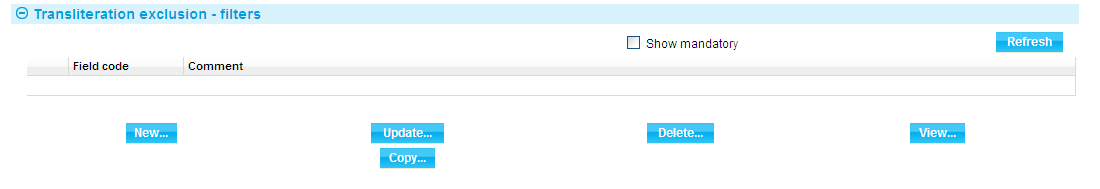 Transliteration exclusion - filters
Show mandatory
Refresh
Field code Comment
New... Update... Delete... View...
Copy...